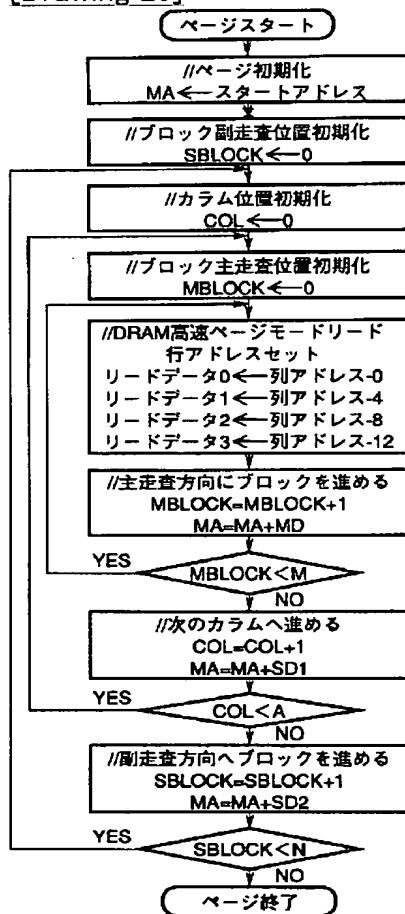 [Drawing 20]
ページスタート
//ページ初期化
MA←スタートアドレス
//ブロック副走査位置初期化
SBLOCK←0
//カラム位置初期化
COL←0
//ブロック主走査位置初期化
MBLOCK←0
//DRAM高速ページモードリード
行アドレスセット
リードデータ0←列アドレス-0
リードデータ1←列アドレス-4
リードデータ2←列アドレス-8
リードデータ3←列アドレス-12
//主走査方向にブロックを進める
MBLOCK=MBLOCK+1
MA=MA+MD
YES
MBLOCK<M
NO
//次のカラムへ進める
COL=COL+1
MA=MA+SD1
YES
COL<A
NO
//副走査方向へブロックを進める
SBLOCK=SBLOCK+1
MA=MA+SD2
YES
SBLOCK<N
NO
ページ終了